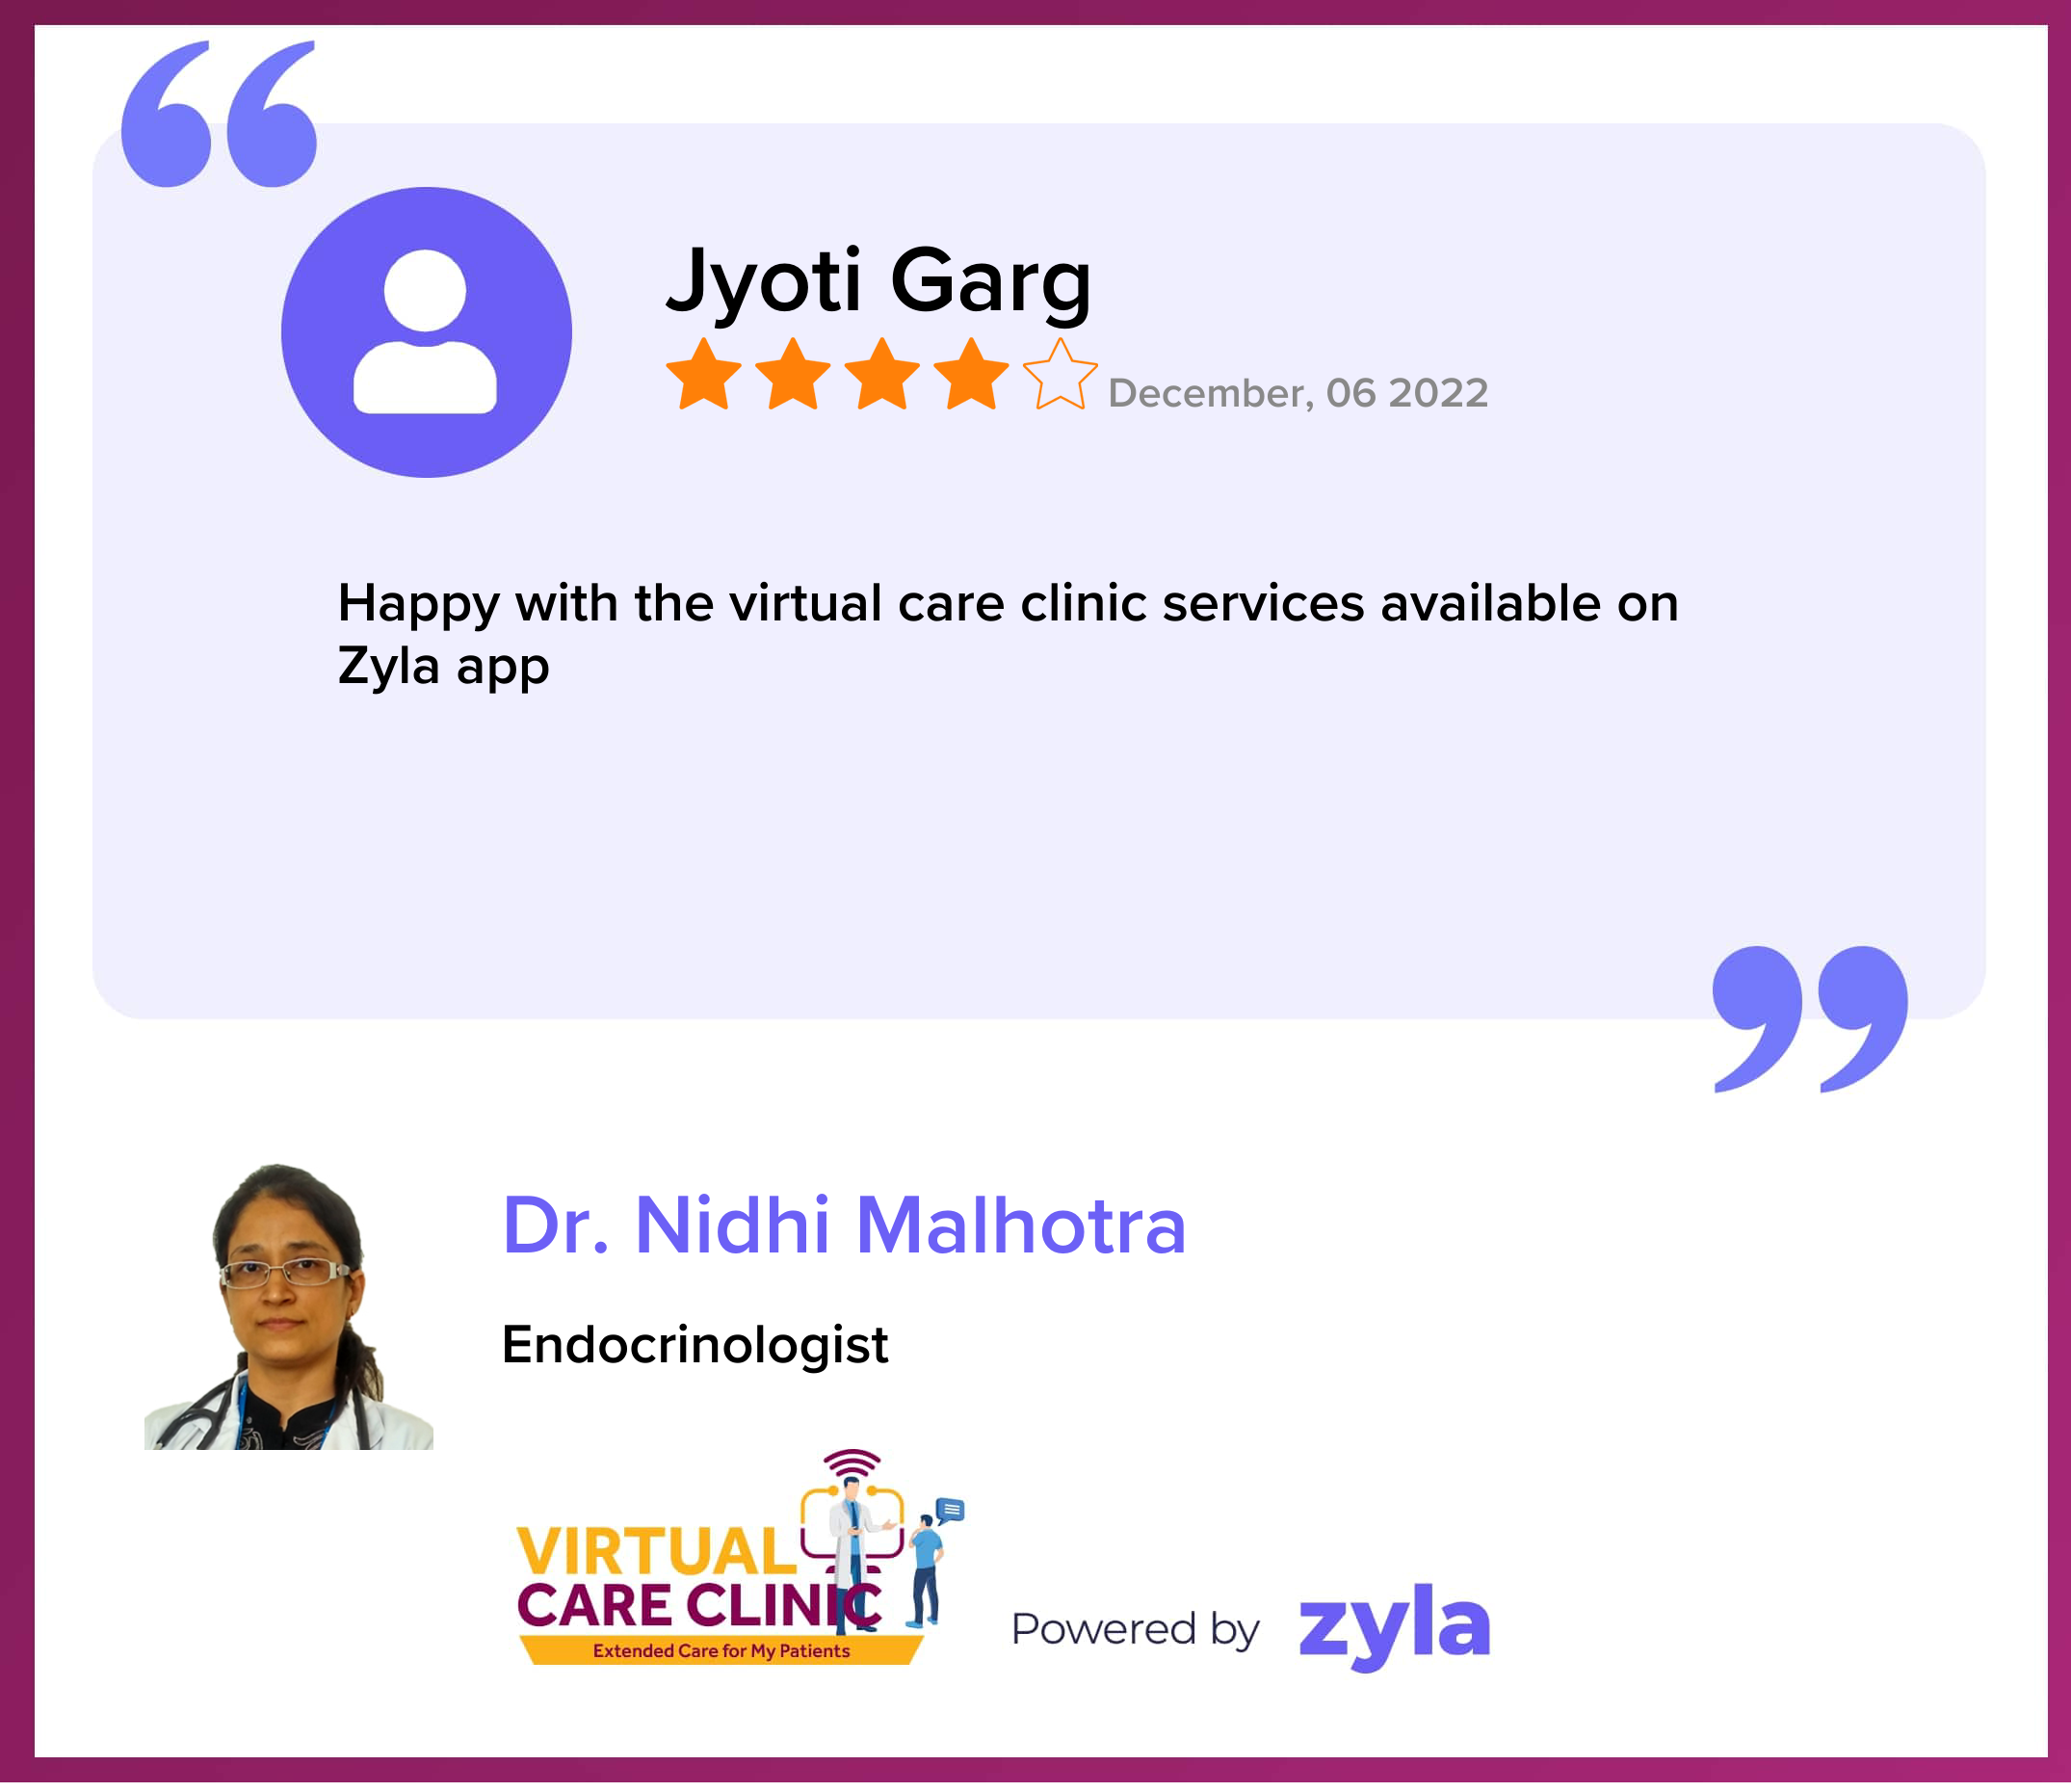 Jyoti Garg
December, 06 2022
Happy with the virtual care clinic services available on
Zyla app
Dr. Nidhi Malhotra
Endocrinologist
VIRTUAL
CARE CLINIC
Extended Care for My Patients
Powered by zyla